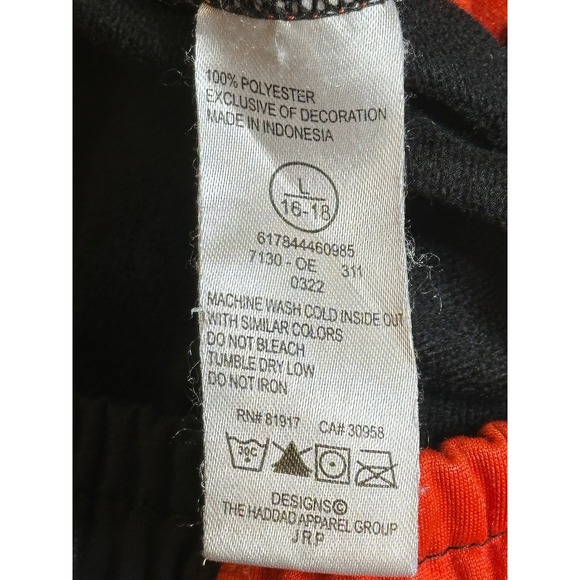 100% POLYESTER
EXCLUSIVE OF DECORATION
MADE IN INDONESIA
L
16-18
617844460985
7130 - OE 311
0322
MACHINE WASH COLD INSIDE OUT
WITH SIMILAR COLORS
DO NOT BLEACH
TUMBLE DRY LOW
DO NOT IRON
RN# 81917 CA# 30958
30C
DESIGNS©
THE HADDAD APPAREL GROUP
JRP